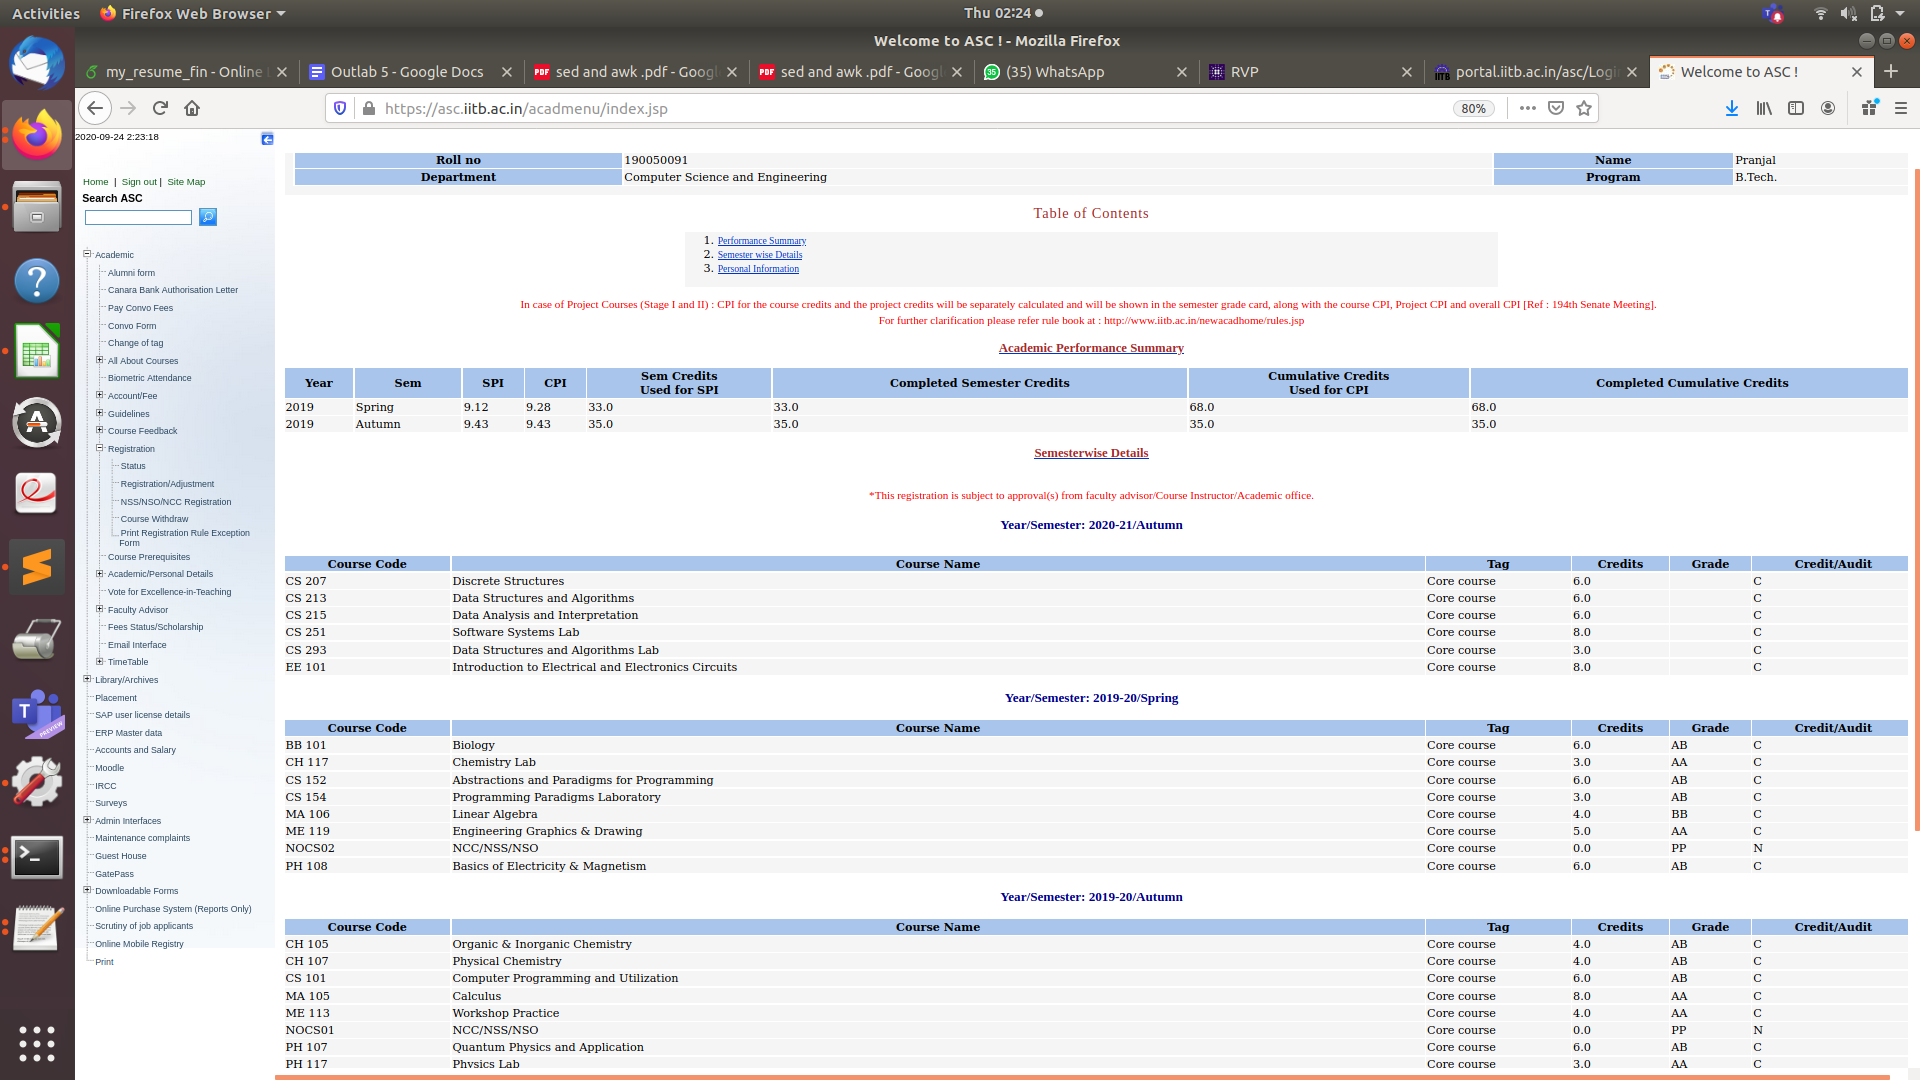 Activities Firefox Web Browser Thu 02:24
Welcome to ASC ! - Mozilla Firefox
my_resume_fin - Online Outlab 5 - Google Docs sed and awk .pdf - Googl sed and awk .pdf - Googl (35) WhatsApp RVP portal.iitb.ac.in/asc/Logi Welcome to ASC !
https://asc.iitb.ac.in/acadmenu/index.jsp 80%
2020-09-24 2:23:18
Home | Sign out | Site Map
Search ASC
Academic
Alumni form
Canara Bank Authorisation Letter
Pay Convo Fees
Convo Form
Change of tag
All About Courses
Biometric Attendance
Account/Fee
Guidelines
Course Feedback
Registration
Status
Registration/Adjustment
NSS/NSO/NCC Registration
Course Withdraw
Print Registration Rule Exception
Form
Course Prerequisites
Academic/Personal Details
Vote for Excellence-in-Teaching
Faculty Advisor
Fees Status/Scholarship
Email Interface
TimeTable
Library/Archives
Placement
SAP user license details
ERP Master data
Accounts and Salary
Moodle
IRCC
Surveys
Admin Interfaces
Maintenance complaints
Guest House
GatePass
Downloadable Forms
Online Purchase System (Reports Only)
Scrutiny of job applicants
Online Mobile Registry
Print
Roll no 190050091 Name Pranjal
Department Computer Science and Engineering Program B.Tech.
Table of Contents
1. Performance Summary
2. Semester wise Details
3. Personal Information
In case of Project Courses (Stage I and II) : CPI for the course credits and the project credits will be separately calculated and will be shown in the semester grade card, along with the course CPI, Project CPI and overall CPI [Ref : 194th Senate Meeting].
For further clarification please refer rule book at : http://www.iitb.ac.in/newacadhome/rules.jsp
Academic Performance Summary
Year Sem SPI CPI Sem Credits Used for SPI Completed Semester Credits Cumulative Credits Used for CPI Completed Cumulative Credits
2019 Spring 9.12 9.28 33.0 33.0 68.0 68.0
2019 Autumn 9.43 9.43 35.0 35.0 35.0 35.0
Semesterwise Details
*This registration is subject to approval(s) from faculty advisor/Course Instructor/Academic office.
Year/Semester: 2020-21/Autumn
Course Code Course Name Tag Credits Grade Credit/Audit
CS 207 Discrete Structures Core course 6.0 C
CS 213 Data Structures and Algorithms Core course 6.0 C
CS 215 Data Analysis and Interpretation Core course 6.0 C
CS 251 Software Systems Lab Core course 8.0 C
CS 293 Data Structures and Algorithms Lab Core course 3.0 C
EE 101 Introduction to Electrical and Electronics Circuits Core course 8.0 C
Year/Semester: 2019-20/Spring
Course Code Course Name Tag Credits Grade Credit/Audit
BB 101 Biology Core course 6.0 AB C
CH 117 Chemistry Lab Core course 3.0 AA C
CS 152 Abstractions and Paradigms for Programming Core course 6.0 AB C
CS 154 Programming Paradigms Laboratory Core course 3.0 AB C
MA 106 Linear Algebra Core course 4.0 BB C
ME 119 Engineering Graphics & Drawing Core course 5.0 AA C
NOCS02 NCC/NSS/NSO Core course 0.0 PP N
PH 108 Basics of Electricity & Magnetism Core course 6.0 AB C
Year/Semester: 2019-20/Autumn
Course Code Course Name Tag Credits Grade Credit/Audit
CH 105 Organic & Inorganic Chemistry Core course 4.0 AB C
CH 107 Physical Chemistry Core course 4.0 AB C
CS 101 Computer Programming and Utilization Core course 6.0 AB C
MA 105 Calculus Core course 8.0 AA C
ME 113 Workshop Practice Core course 4.0 AA C
NOCS01 NCC/NSS/NSO Core course 0.0 PP N
PH 107 Quantum Physics and Application Core course 6.0 AB C
PH 117 Physics Lab Core course 3.0 AA C